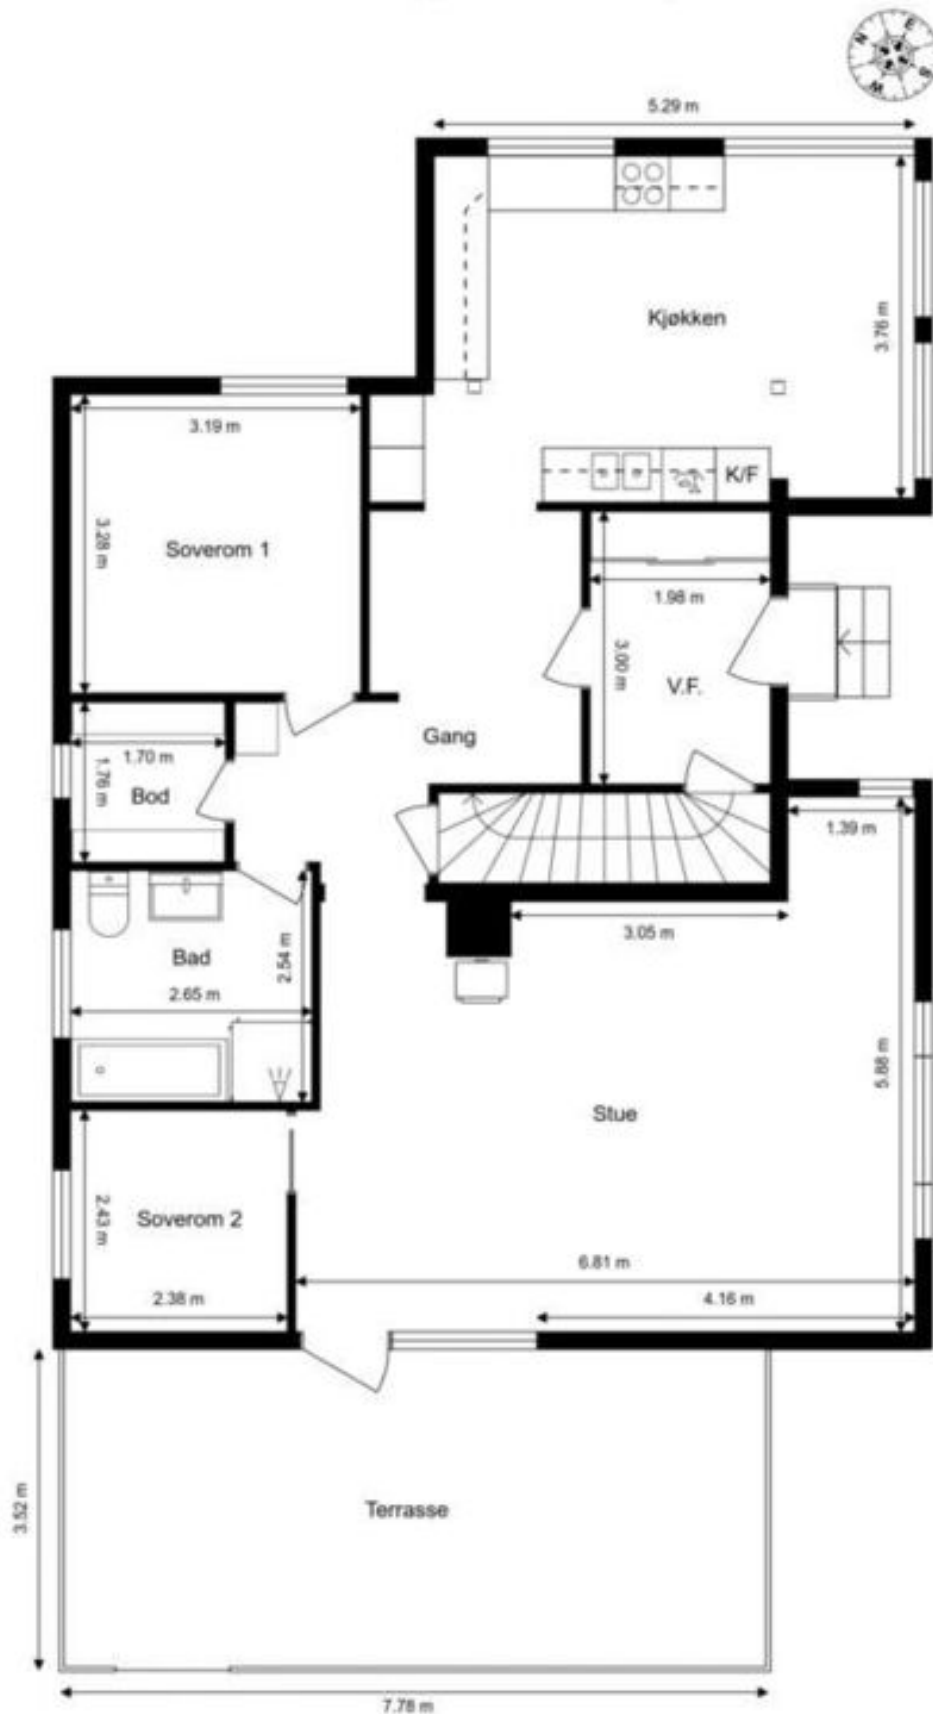 N
E
S
W
5.29 m
Kjøkken
3.76 m
3.19 m
K/F
3.28 m
Soverom 1
1.98 m
3.00 m
V.F.
Gang
1.70 m
1.76 m
Bod
1.39 m
3.05 m
Bad
2.54 m
2.65 m
5.88 m
Stue
2.43 m
Soverom 2
6.81 m
2.38 m
4.16 m
3.52 m
Terrasse
7.78 m